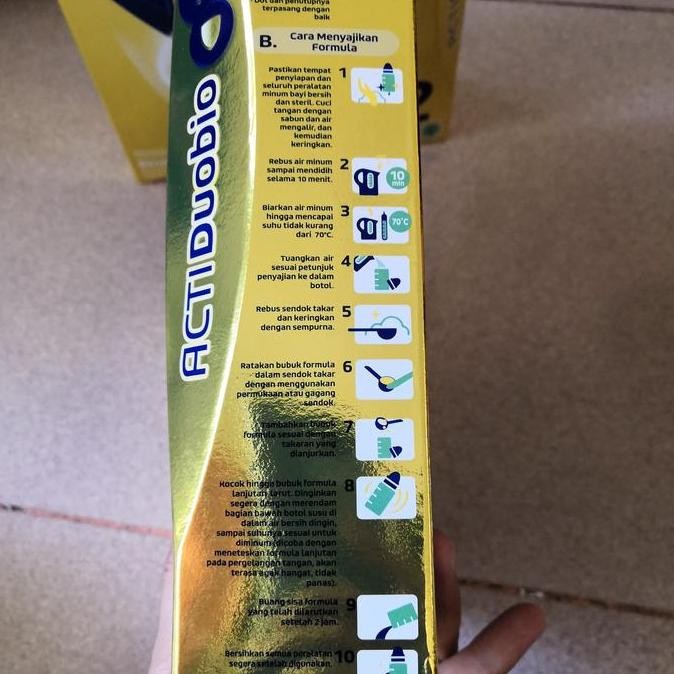 Dot dan penutupnya
terpasang dengan
baik
B. Cara Menyajikan
Formula
Pastikan tempat
penyiapan dan
seluruh peralatan
minum bayi bersih
dan steril. Cuci
tangan dengan
sabun dan air
mengalir, dan
kemudian
keringkan.
1
Rebus air minum
sampai mendidih
selama 10 menit.
2
10
min
Biarkan air minum
hingga mencapai
suhu tidak kurang
dari 70°C.
3
70°C
Tuangkan air
sesuai petunjuk
penyajian ke dalam
botol.
4
Rebus sendok takar
dan keringkan
dengan sempurna.
5
Ratakan bubuk formula
dalam sendok takar
dengan menggunakan
permukaan atau gagang
sendok.
6
Tambahkan bubuk
formula sesuai dengan
takaran yang
dianjurkan.
7
Kocok hingga bubuk formula
lanjutan larut. Dinginkan
segera dengan merendam
bagian bawah botol susu di
dalam air bersih dingin,
sampai suhunya sesuai untuk
diminum (dicoba dengan
meneteskan formula lanjutan
pada pergelangan tangan, akan
terasa agak hangat, tidak
panas).
8
Buang sisa formula
yang telah dilarutkan
setelah 2 jam.
9
Bersihkan semua peralatan
segera setelah digunakan.
10
ACTIDUobio